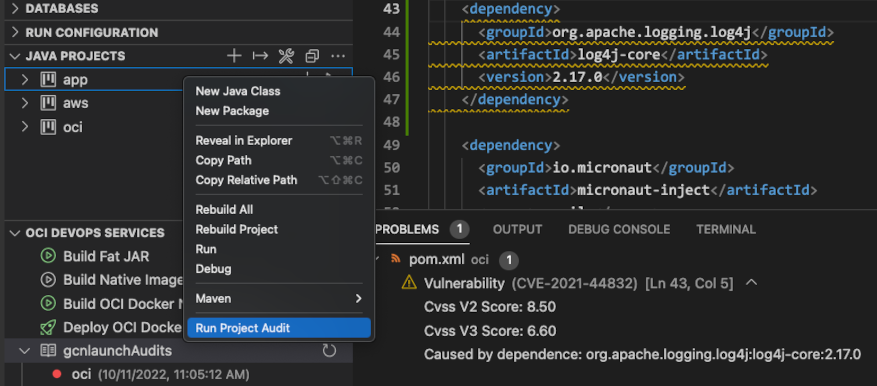 DATABASES
RUN CONFIGURATION
JAVA PROJECTS
app
aws
oci
New Java Class
New Package
Reveal in Explorer ⌥⌘R
Copy Path ⌥⌘C
Copy Relative Path ⌥⇧⌘C
Rebuild All
Rebuild Project
Run
Debug
Maven
Run Project Audit
OCI DEVOPS SERVICES
Build Fat JAR
Build Native Image
Build OCI Docker
Deploy OCI Docke
gcnlaunchAudits
oci (10/11/2022, 11:05:12 AM)
43 <dependency>
44 <groupId>org.apache.logging.log4j</groupId>
45 <artifactId>log4j-core</artifactId>
46 <version>2.17.0</version>
47 </dependency>
48
49 <dependency>
50 <groupId>io.micronaut</groupId>
51 <artifactId>micronaut-inject</artifactId>
PROBLEMS 1 OUTPUT DEBUG CONSOLE TERMINAL
pom.xml oci 1
Vulnerability (CVE-2021-44832) [Ln 43, Col 5]
Cvss V2 Score: 8.50
Cvss V3 Score: 6.60
Caused by dependence: org.apache.logging.log4j:log4j-core:2.17.0